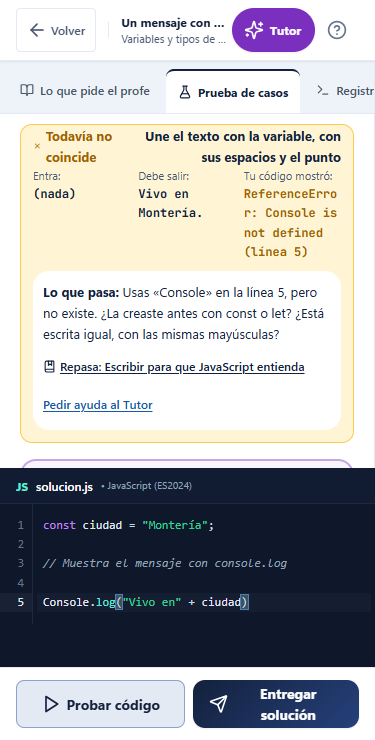 Volver
Un mensaje con ...
Variables y tipos de ...
Tutor
Lo que pide el profe
Prueba de casos
Registr
Todavía no coincide
Une el texto con la variable, con sus espacios y el punto
Entra:
(nada)
Debe salir:
Vivo en
Montería.
Tu código mostró:
ReferenceErro
r: Console is
not defined
(línea 5)
Lo que pasa: Usas «Console» en la línea 5, pero
no existe. ¿La creaste antes con const o let? ¿Está
escrita igual, con las mismas mayúsculas?
Repasa: Escribir para que JavaScript entienda
Pedir ayuda al Tutor
JS solucion.js • JavaScript (ES2024)
1 const ciudad = "Montería";
2
3 // Muestra el mensaje con console.log
4
5 Console.log("Vivo en" + ciudad)
Probar código
Entregar
solución